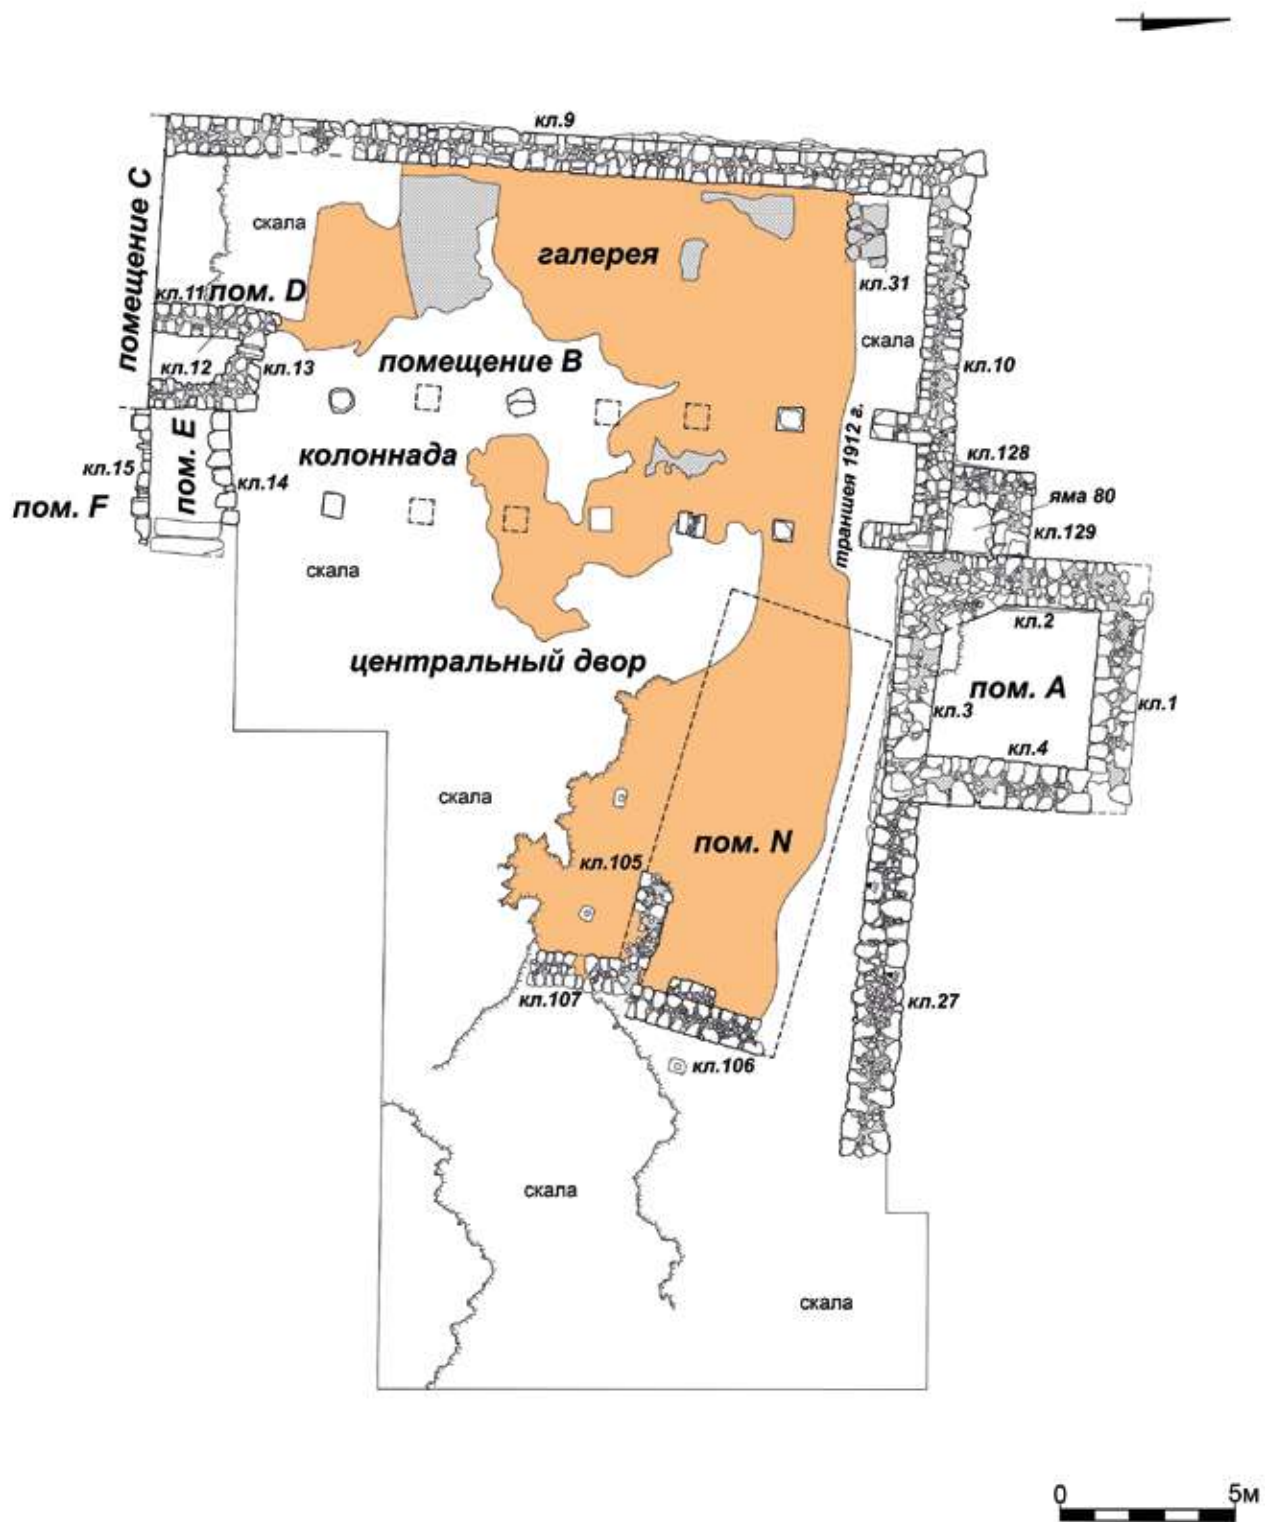 кл.9
помещение С
скала
галерея
кл.31
кл.11
пом. D
скала
кл.12
кл.13
помещение В
кл.10
траншея 1912 г.
пом. Е
колоннада
кл.128
кл.15
кл.14
яма 80
пом. F
кл.129
скала
кл.2
центральный двор
пом. А
кл.3
кл.1
кл.4
скала
пом. N
кл.105
кл.107
кл.27
кл.106
скала
скала
0 5м